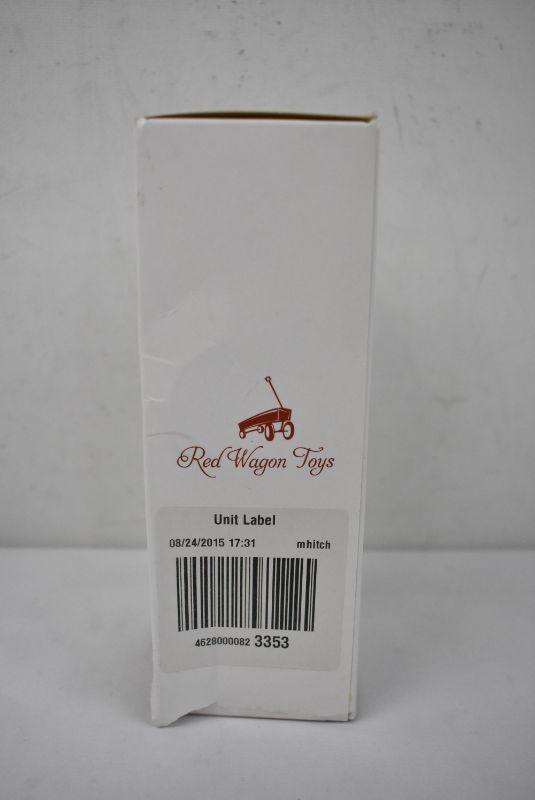 Red Wagon Toys
Unit Label
08/24/2015 17:31 mhitch
4628000082 3353